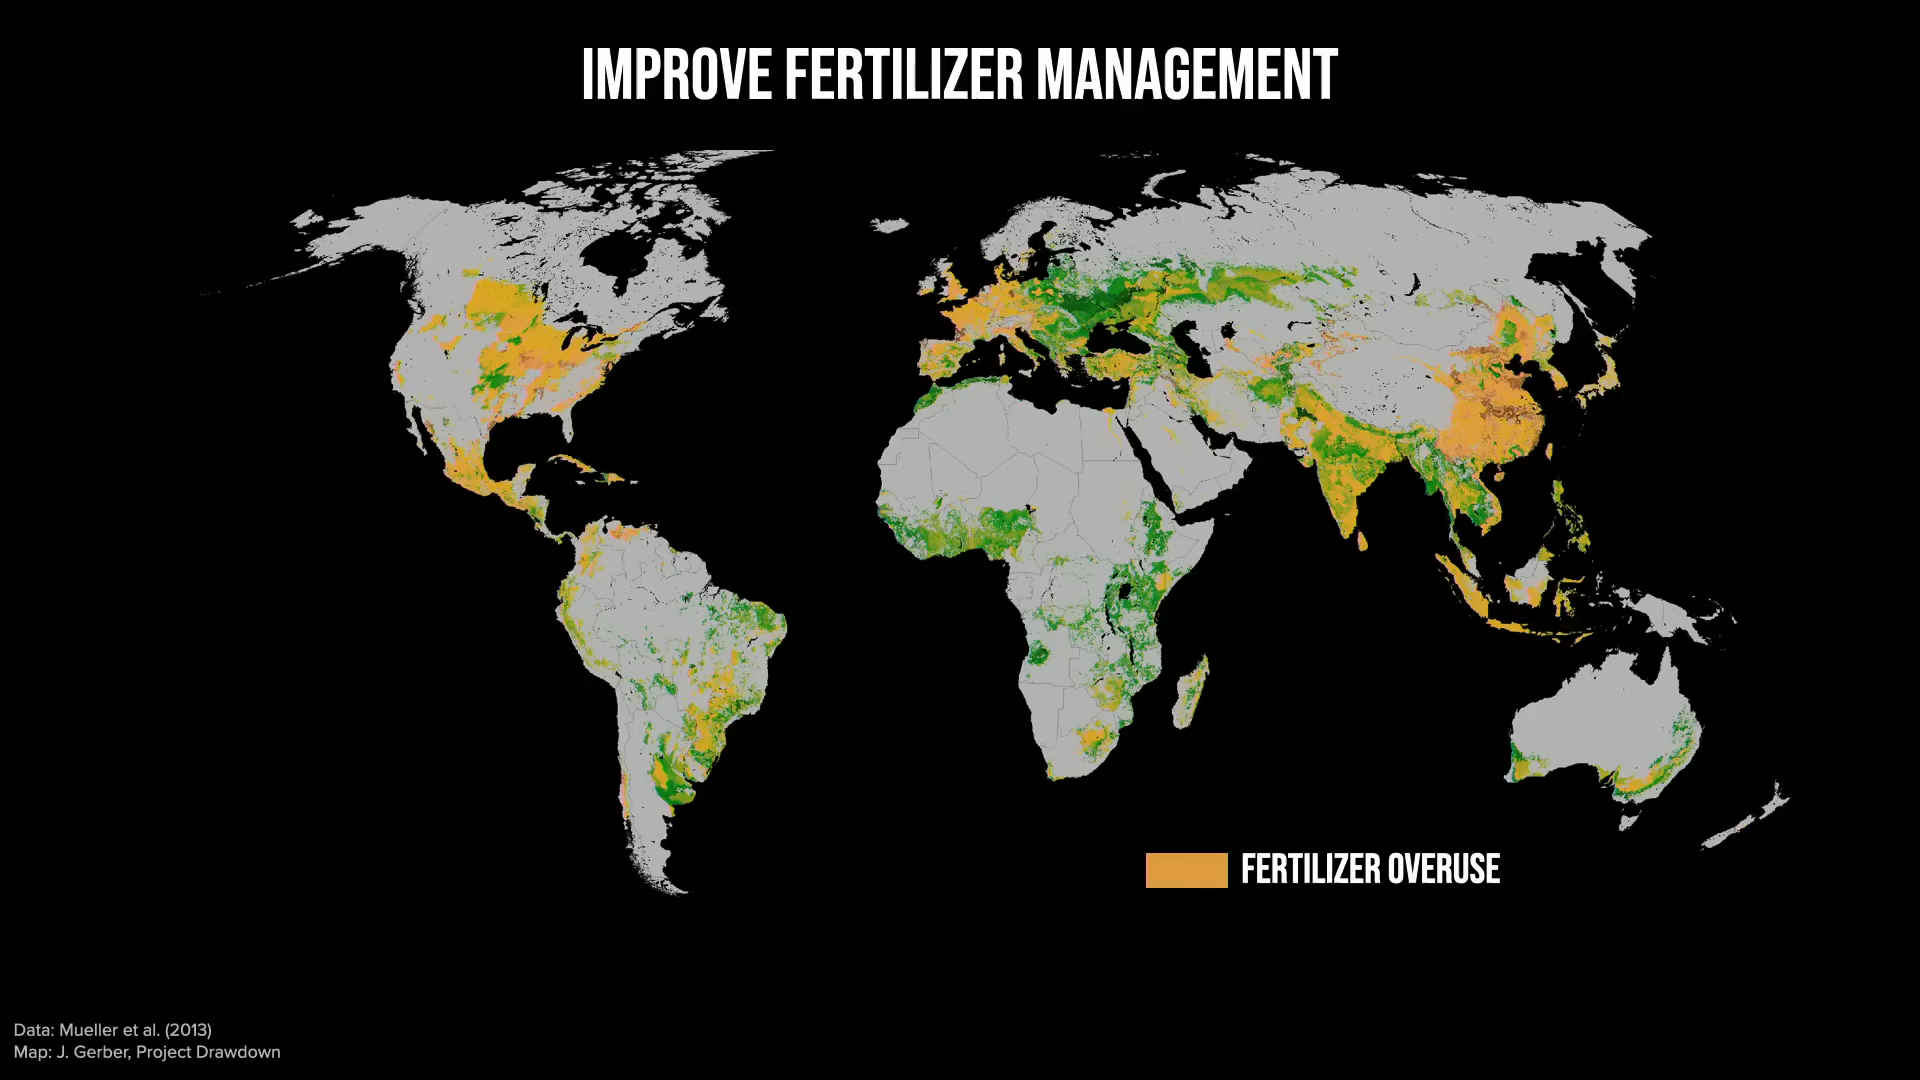 IMPROVE FERTILIZER MANAGEMENT
FERTILIZER OVERUSE
Data: Mueller et al. (2013)
Map: J. Gerber, Project Drawdown